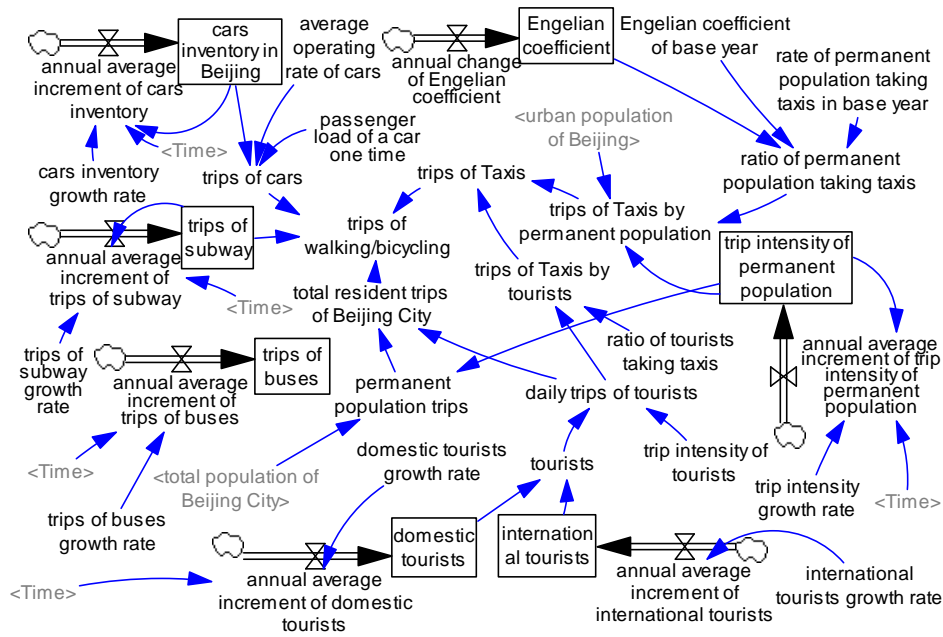 cars
inventory in
Beijing
annual average
increment of cars
inventory
<Time>
cars inventory
growth rate
average
operating
rate of cars
passenger
load of a car
one time
trips of cars
Engelian
coefficient
annual change
of Engelian
coefficient
Engelian coefficient
of base year
rate of permanent
population taking
taxis in base year
<urban population
of Beijing>
ratio of permanent
population taking taxis
trips of Taxis
trips of Taxis by
permanent population
trips of
walking/bicycling
trips of
subway
annual average
increment of
trips of subway
<Time>
trips of
subway
growth
rate
total resident trips
of Beijing City
trips of Taxis by
tourists
ratio of tourists
taking taxis
trip intensity of
permanent
population
annual average
increment of trip
intensity of
permanent
population
trips of
buses
annual average
increment of
trips of buses
<Time>
trips of buses
growth rate
permanent
population trips
<total population of
Beijing City>
daily trips of tourists
trip intensity of
tourists
trip intensity
growth rate
<Time>
domestic tourists
growth rate
tourists
domestic
tourists
internation
al tourists
annual average
increment of domestic
tourists
<Time>
annual average
increment of
international tourists
international
tourists growth rate